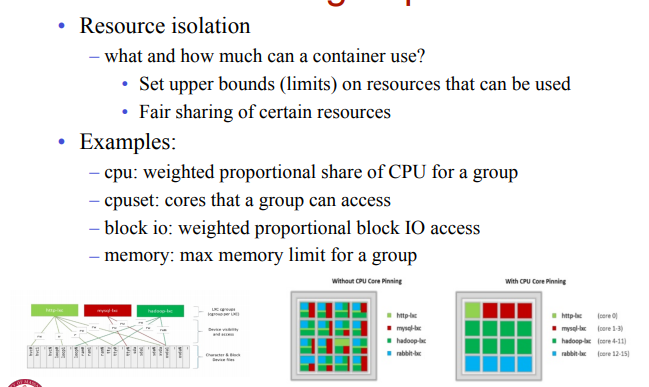 • Resource isolation
– what and how much can a container use?
• Set upper bounds (limits) on resources that can be used
• Fair sharing of certain resources
• Examples:
– cpu: weighted proportional share of CPU for a group
– cpuset: cores that a group can access
– block io: weighted proportional block IO access
– memory: max memory limit for a group
http-lxc mysql-lxc hadoop-lxc
LXC cgroups
(cgroup per LXC)
Device visibility
and access
Character & Block
Device files
Without CPU Core Pinning
http-lxc
mysql-lxc
hadoop-lxc
rabbit-lxc
With CPU Core Pinning
http-lxc (core 0)
mysql-lxc (core 1-3)
hadoop-lxc (core 4-11)
rabbit-lxc (core 12-15)